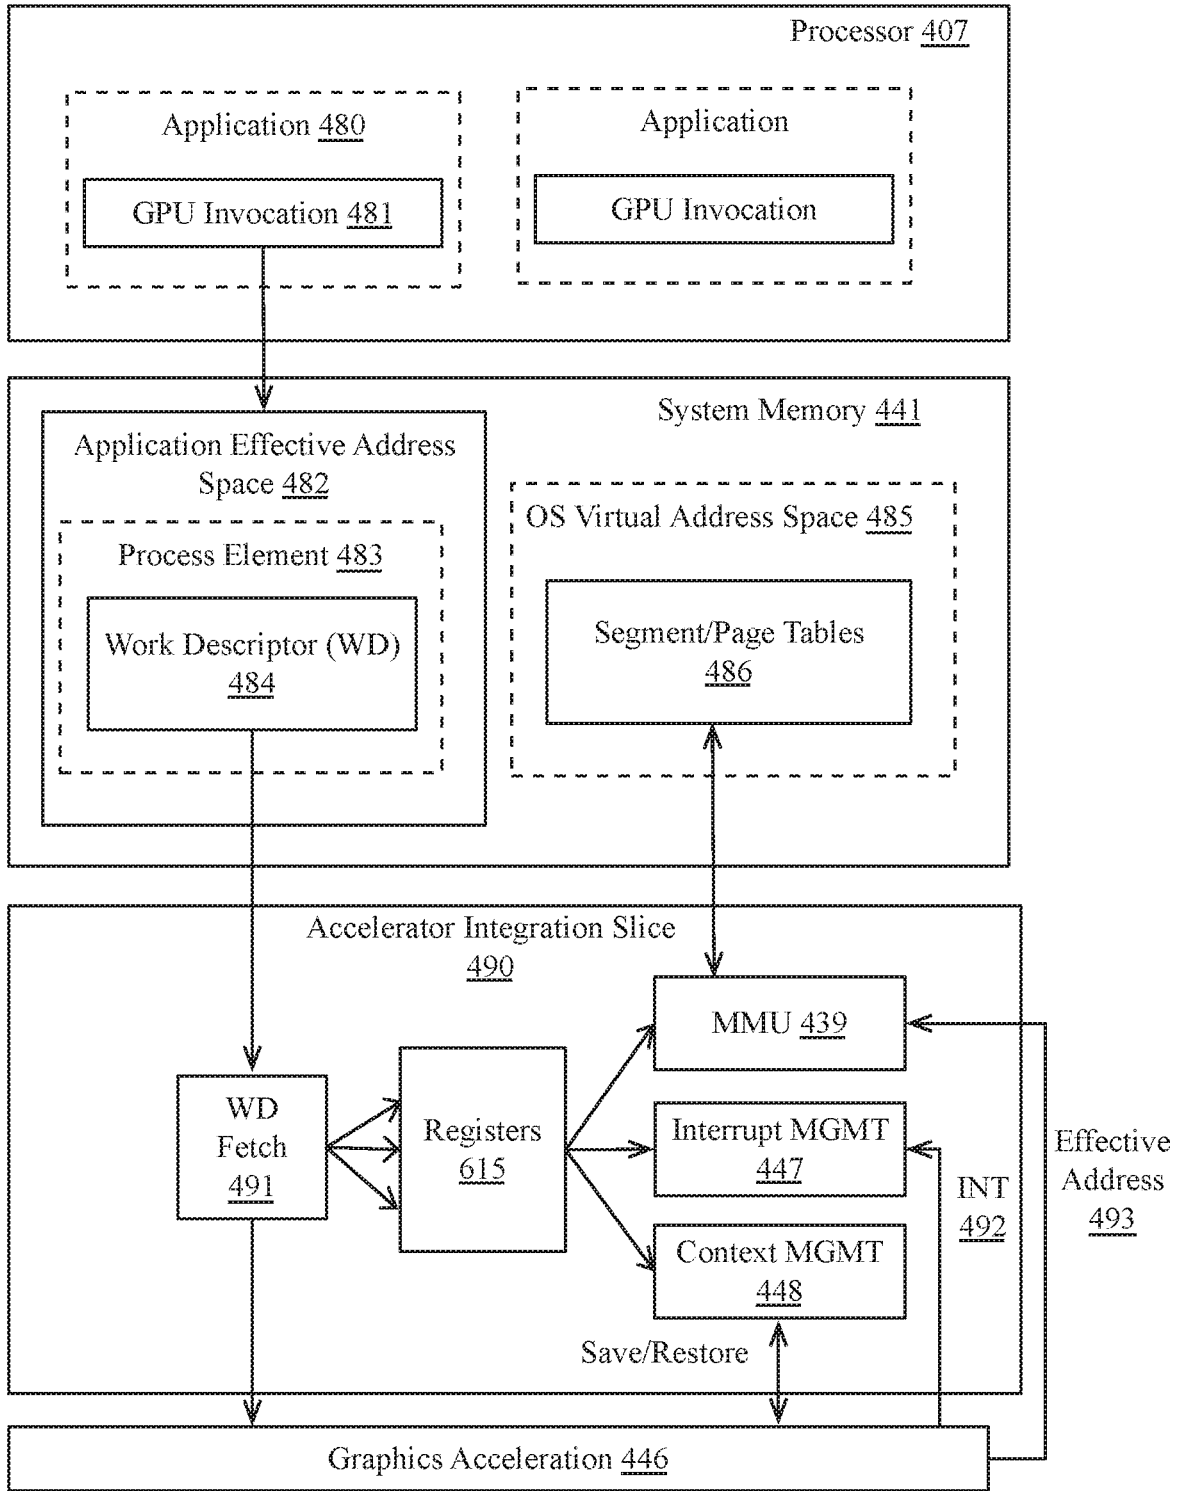 Processor 407
Application 480
GPU Invocation 481
Application
GPU Invocation
System Memory 441
Application Effective Address
Space 482
Process Element 483
Work Descriptor (WD)
484
OS Virtual Address Space 485
Segment/Page Tables
486
Accelerator Integration Slice
490
WD
Fetch
491
Registers
615
MMU 439
Interrupt MGMT
447
Context MGMT
448
Save/Restore
INT
492
Effective
Address
493
Graphics Acceleration 446